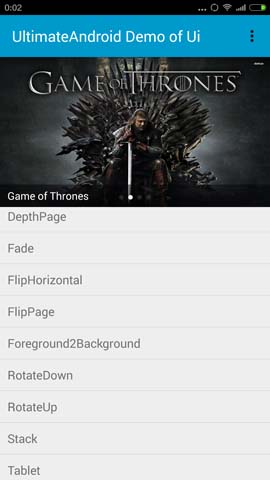 0:02
UltimateAndroid Demo of Ui
GAME OF THRONES
Game of Thrones
DepthPage
Fade
FlipHorizontal
FlipPage
Foreground2Background
RotateDown
RotateUp
Stack
Tablet